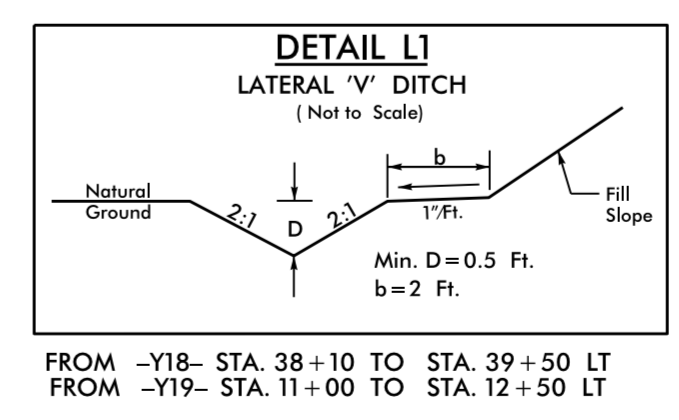 DETAIL L1
LATERAL 'V' DITCH
( Not to Scale)
b
Natural
Ground
2:1
D
2:1
1"/Ft.
Fill
Slope
Min. D=0.5 Ft.
b=2 Ft.
FROM -Y18- STA. 38+10 TO STA. 39+50 LT
FROM -Y19- STA. 11+00 TO STA. 12+50 LT